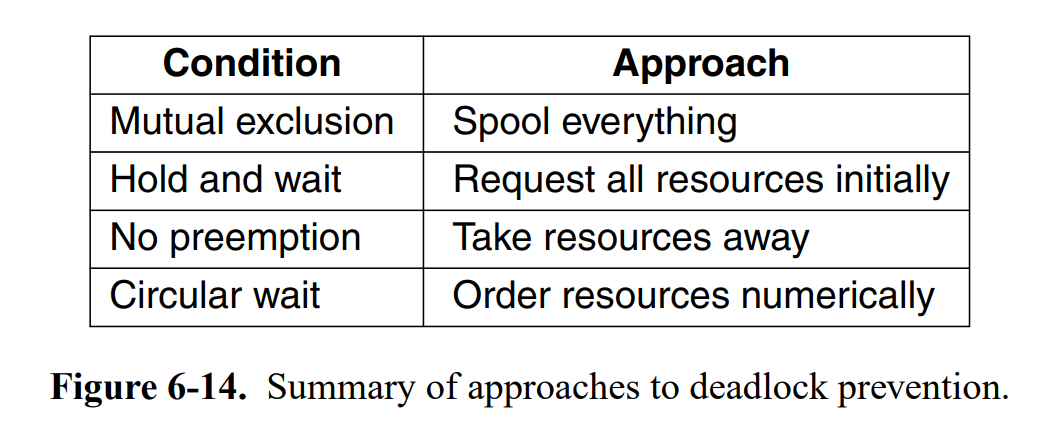 Condition Approach
Mutual exclusion Spool everything
Hold and wait Request all resources initially
No preemption Take resources away
Circular wait Order resources numerically
Figure 6-14. Summary of approaches to deadlock prevention.